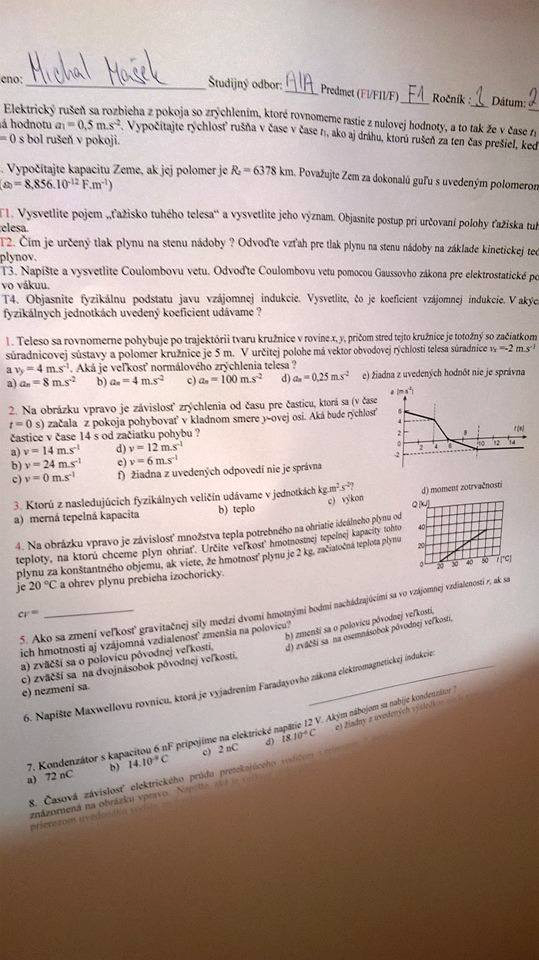 eno: Michal Mašek Študijný odbor: AIA Predmet (FI/FII/F) F1 Ročník : 1 Dátum: 2
Elektrický rušeň sa rozbieha z pokoja so zrýchlením, ktoré rovnomerne rastie z nulovej hodnoty, a to tak že v čase t₁
á hodnotu a₁ = 0,5 m.s⁻². Vypočítajte rýchlosť rušňa v čase v čase t₁, ako aj dráhu, ktorú rušeň za ten čas prešiel, keď
= 0 s bol rušeň v pokoji.
. Vypočítajte kapacitu Zeme, ak jej polomer je Rz = 6378 km. Považujte Zem za dokonalú guľu s uvedeným polomerom
(ε₀ = 8,856.10⁻¹² F.m⁻¹)
T1. Vysvetlite pojem „ťažisko tuhého telesa“ a vysvetlite jeho význam. Objasnite postup pri určovaní polohy ťažiska tuh
telesa.
T2. Čím je určený tlak plynu na stenu nádoby ? Odvoďte vzťah pre tlak plynu na stenu nádoby na základe kinetickej teó
plynov.
T3. Napíšte a vysvetlite Coulombovu vetu. Odvoďte Coulombovu vetu pomocou Gaussovho zákona pre elektrostatické po
vo vákuu.
T4. Objasnite fyzikálnu podstatu javu vzájomnej indukcie. Vysvetlite, čo je koeficient vzájomnej indukcie. V akýc
fyzikálnych jednotkách uvedený koeficient udávame ?
1. Teleso sa rovnomerne pohybuje po trajektórii tvaru kružnice v rovine x, y, pričom stred tejto kružnice je totožný so začiatkom
súradnicovej sústavy a polomer kružnice je 5 m. V určitej polohe má vektor obvodovej rýchlosti telesa súradnice vₓ =-2 m.s⁻¹
a vy = 4 m.s⁻¹. Aká je veľkosť normálového zrýchlenia telesa ?
a) aₙ = 8 m.s⁻² b) aₙ = 4 m.s⁻² c) aₙ = 100 m.s⁻² d) aₙ = 0,25 m.s⁻² e) žiadna z uvedených hodnôt nie je správna
2. Na obrázku vpravo je závislosť zrýchlenia od času pre časticu, ktorá sa (v čase
t = 0 s) začala z pokoja pohybovať v kladnom smere y-ovej osi. Aká bude rýchlosť
častice v čase 14 s od začiatku pohybu ?
a) v = 14 m.s⁻¹ d) v = 12 m.s⁻¹
b) v = 24 m.s⁻¹ e) v = 6 m.s⁻¹
c) v = 0 m.s⁻¹ f) žiadna z uvedených odpovedí nie je správna
a (m.s⁻²)
6
4
2
0
-2
2 4 6 8 10 12 14
t (s)
3. Ktorú z nasledujúcich fyzikálnych veličín udávame v jednotkách kg.m².s⁻²?
a) merná tepelná kapacita b) teplo c) výkon d) moment zotrvačnosti
4. Na obrázku vpravo je závislosť množstva tepla potrebného na ohriatie ideálneho plynu od
teploty, na ktorú chceme plyn ohriať. Určite veľkosť hmotnostnej tepelnej kapacity tohto
plynu za konštantného objemu, ak viete, že hmotnosť plynu je 2 kg, začiatočná teplota plynu
je 20 °C a ohrev plynu prebieha izochoricky.
Q [kJ]
40
20
0
20 30 40 50 t [°C]
cV =
5. Ako sa zmení veľkosť gravitačnej sily medzi dvomi hmotnými bodmi nachádzajúcimi sa vo vzájomnej vzdialenosti r, ak sa
ich hmotnosti aj vzájomná vzdialenosť zmenšia na polovicu?
a) zväčší sa o polovicu pôvodnej veľkosti, b) zmenší sa o polovicu pôvodnej veľkosti,
c) zväčší sa na dvojnásobok pôvodnej veľkosti, d) zväčší sa na osemnásobok pôvodnej veľkosti,
e) nezmení sa.
6. Napíšte Maxwellovu rovnicu, ktorá je vyjadrením Faradayovho zákona elektromagnetickej indukcie:
7. Kondenzátor s kapacitou 6 nF pripojíme na elektrické napätie 12 V. Akým nábojom sa nabije kondenzátor ?
a) 72 nC b) 14.10⁻⁹ C c) 2 nC d) 18.10⁻⁶ C e) žiadny z uvedených výsledkov
8. Časová závislosť elektrického prúdu pretekajúceho vodičom
znázornená na obrázku vpravo. Napíšte, aká je
prierezom